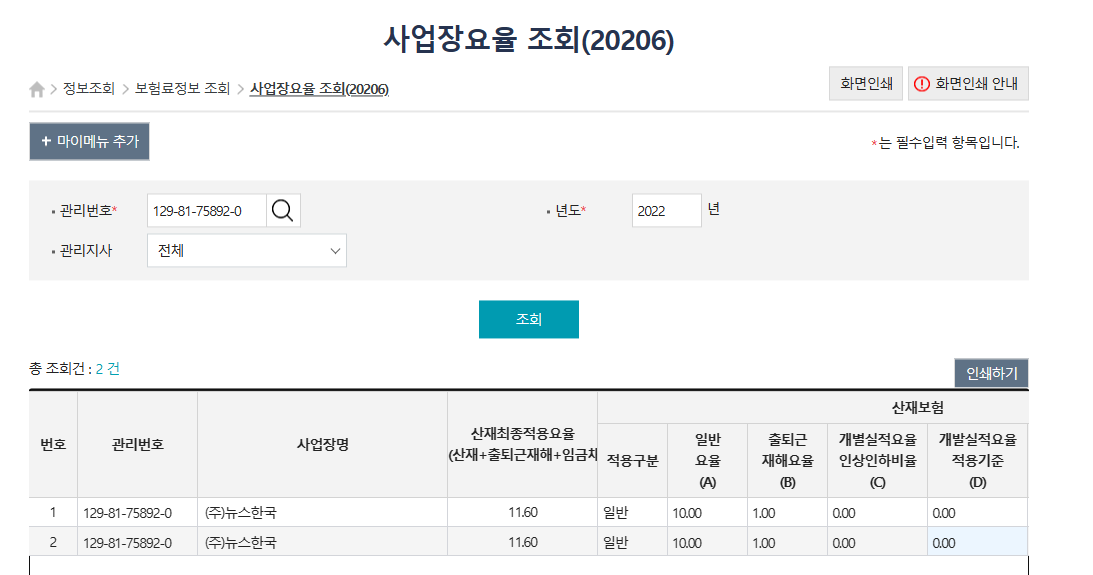 사업장요율 조회(20206)
정보조회 > 보험료정보 조회 > 사업장요율 조회(20206)
화면인쇄
화면인쇄 안내
+ 마이메뉴 추가
*는 필수입력 항목입니다.
관리번호* 129-81-75892-0 년도* 2022 년
관리지사 전체
조회
총 조회건 : 2 건
인쇄하기
번호 관리번호 사업장명 산재최종적용요율
(산재+출퇴근재해+임금채
산재보험
적용구분
일반
요율
(A)
출퇴근
재해요율
(B)
개별실적요율
인상인하비율
(C)
개발실적요율
적용기준
(D)
1 129-81-75892-0 (주)뉴스한국 11.60 일반 10.00 1.00 0.00 0.00
2 129-81-75892-0 (주)뉴스한국 11.60 일반 10.00 1.00 0.00 0.00